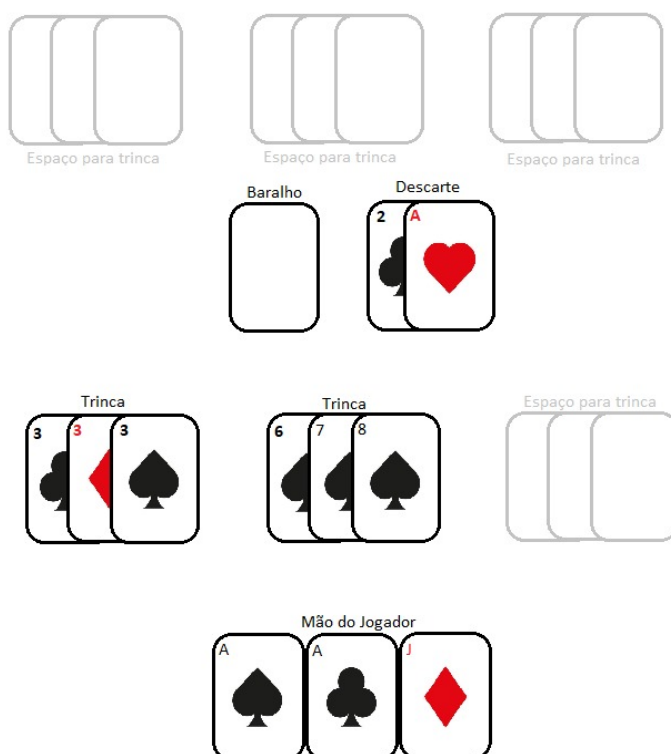 Espaço para trinca
Espaço para trinca
Espaço para trinca
Baralho
Descarte
2
A
Trinca
3
3
3
Trinca
6
7
8
Espaço para trinca
Mão do Jogador
A
A
J